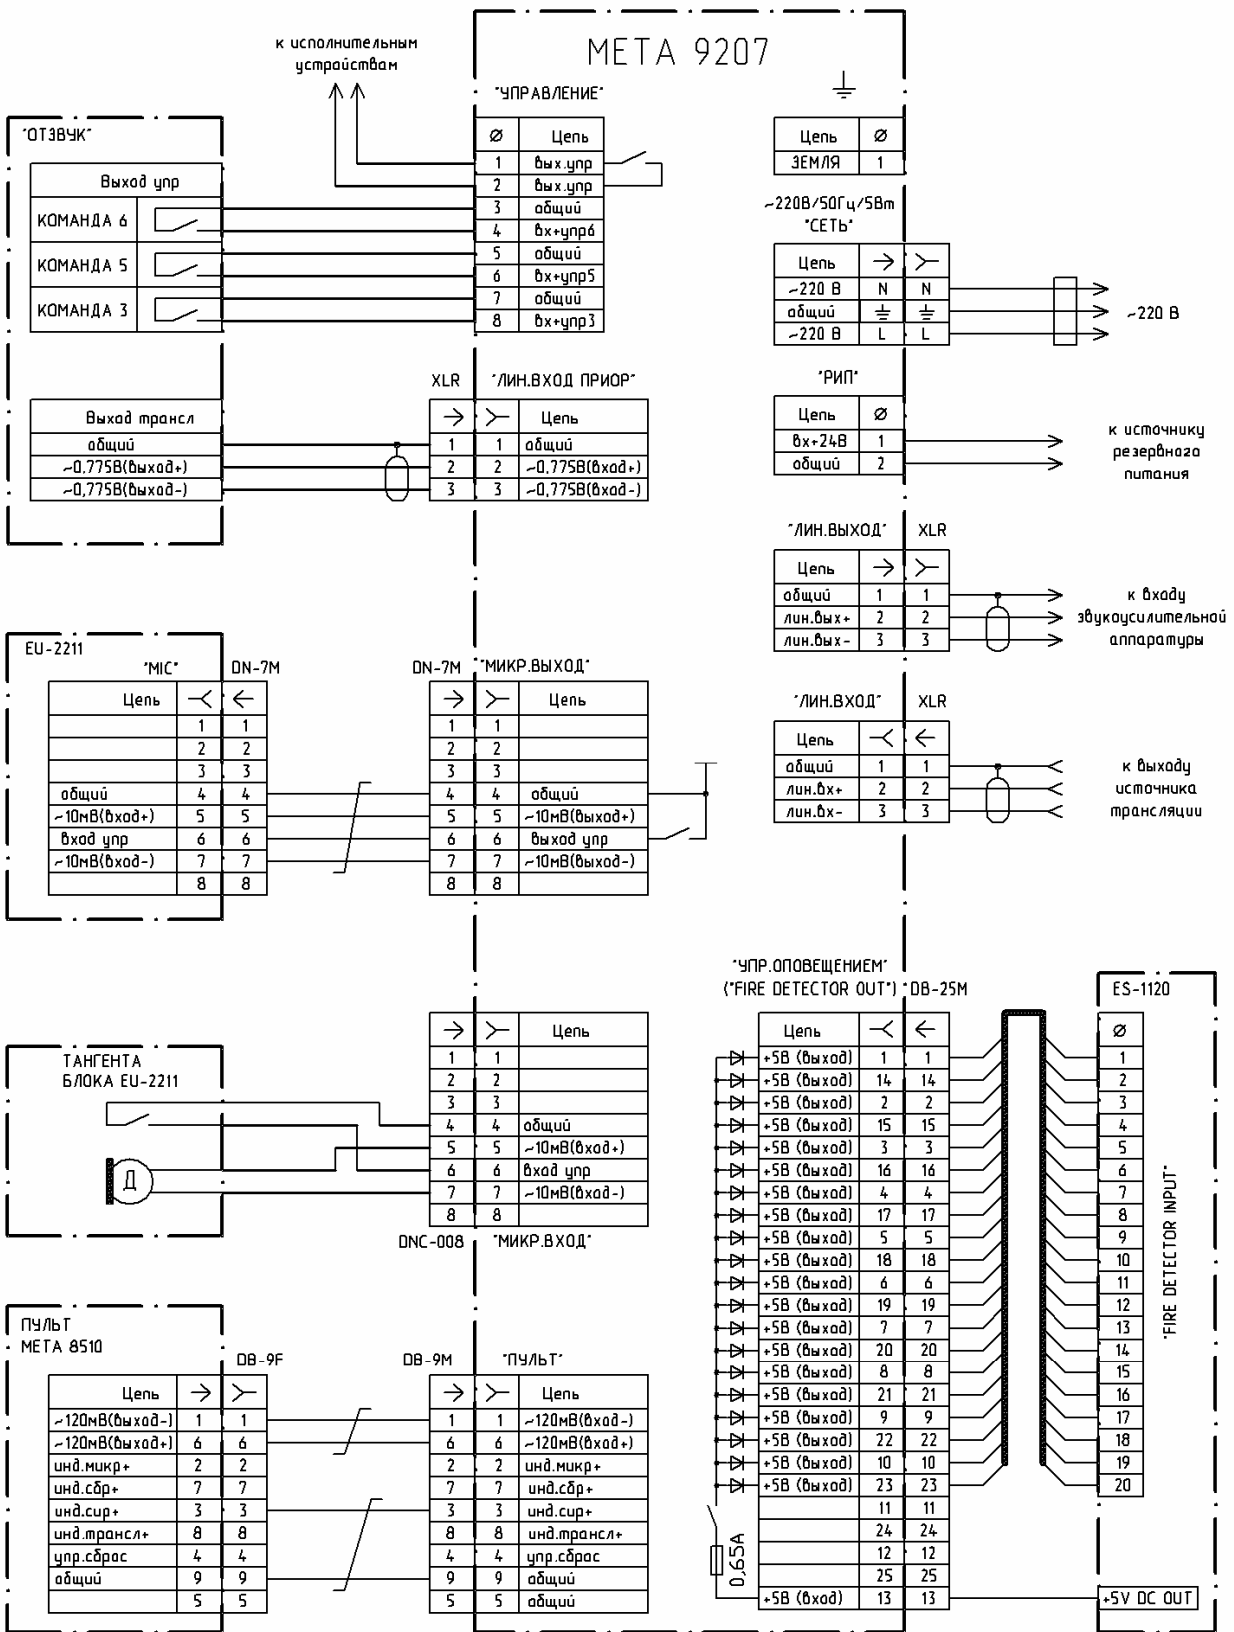 к исполнительным
устройствам
МЕТА 9207
"УПРАВЛЕНИЕ"
Ø Цепь
1 вых.упр
2 вых.упр
3 общий
4 вх+упр6
5 общий
6 вх+упр5
7 общий
8 вх+упр3
"ОТЗВУК"
Выход упр
КОМАНДА 6
КОМАНДА 5
КОМАНДА 3
Цепь Ø
ЗЕМЛЯ 1
~220В/50Гц/5Вт
"СЕТЬ"
Цепь
~220 В N N
общий
~220 В L L
~220 В
XLR "ЛИН.ВХОД ПРИОР"
Выход трансл
общий
~0,775В(выход+)
~0,775В(выход-)
Цепь
1 1 общий
2 2 ~0,775В(вход+)
3 3 ~0,775В(вход-)
"РИП"
Цепь Ø
вх+24В 1
общий 2
к источнику
резервного
питания
"ЛИН.ВЫХОД" XLR
Цепь
общий 1 1
лин.вых+ 2 2
лин.вых- 3 3
к входу
звукоусилительной
аппаратуры
EU-2211
"MIC" DN-7M
Цепь
1 1
2 2
3 3
общий 4 4
~10мВ(вход+) 5 5
вход упр 6 6
~10мВ(вход-) 7 7
8 8
DN-7M "МИКР.ВЫХОД"
Цепь
1 1
2 2
3 3
4 4 общий
5 5 ~10мВ(выход+)
6 6 выход упр
7 7 ~10мВ(выход-)
8 8
"ЛИН.ВХОД" XLR
Цепь
общий 1 1
лин.вх+ 2 2
лин.вх- 3 3
к выходу
источника
трансляции
ТАНГЕНТА
БЛОКА EU-2211
Д
Цепь
1 1
2 2
3 3
4 4 общий
5 5 ~10мВ(вход+)
6 6 вход упр
7 7 ~10мВ(вход-)
8 8
DNC-008 "МИКР.ВХОД"
ПУЛЬТ
МЕТА 8510
DB-9F
Цепь
~120мВ(выход-) 1 1
~120мВ(выход+) 6 6
инд.микр+ 2 2
инд.сбр+ 7 7
инд.сир+ 3 3
инд.трансл+ 8 8
упр.сброс 4 4
общий 9 9
5 5
DB-9M "ПУЛЬТ"
Цепь
1 1 ~120мВ(вход-)
6 6 ~120мВ(вход+)
2 2 инд.микр+
7 7 инд.сбр+
3 3 инд.сир+
8 8 инд.трансл+
4 4 упр.сброс
9 9 общий
5 5 общий
"УПР.ОПОВЕЩЕНИЕМ"
("FIRE DETECTOR OUT") DB-25M
Цепь
+5В (выход) 1 1
+5В (выход) 14 14
+5В (выход) 2 2
+5В (выход) 15 15
+5В (выход) 3 3
+5В (выход) 16 16
+5В (выход) 4 4
+5В (выход) 17 17
+5В (выход) 5 5
+5В (выход) 18 18
+5В (выход) 6 6
+5В (выход) 19 19
+5В (выход) 7 7
+5В (выход) 20 20
+5В (выход) 8 8
+5В (выход) 21 21
+5В (выход) 9 9
+5В (выход) 22 22
+5В (выход) 10 10
+5В (выход) 23 23
11 11
24 24
12 12
25 25
+5В (вход) 13 13
0,65А
ES-1120
Ø
1
2
3
4
5
6
7
8
9
10
11
12
13
14
15
16
17
18
19
20
"FIRE DETECTOR INPUT"
+5V DC OUT